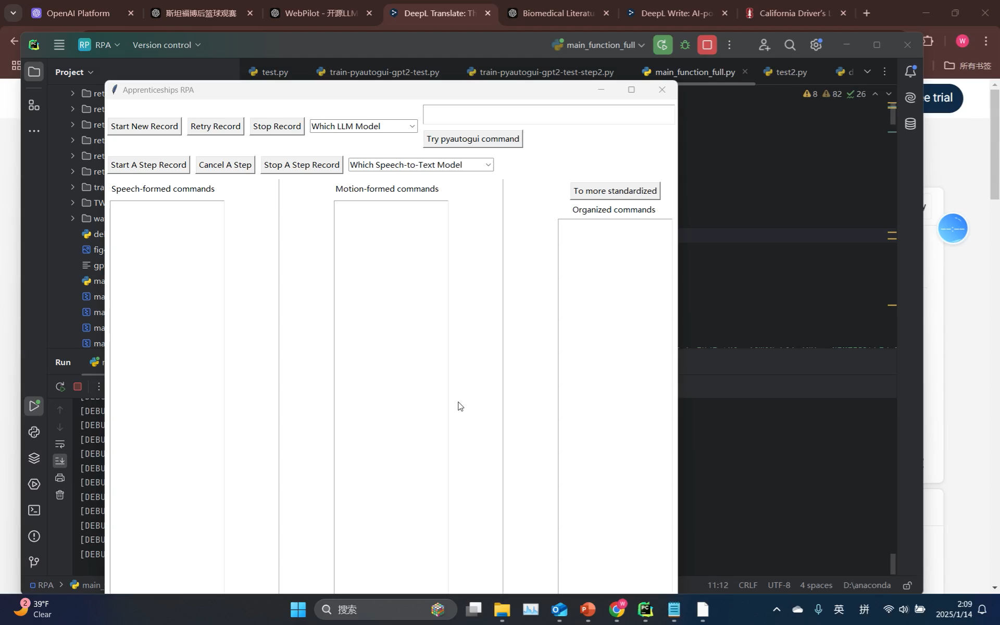 OpenAI Platform
斯坦福博后篮球观赛
WebPilot - 开源LLM
DeepL Translate: Th
Biomedical Literatu
DeepL Write: AI-po
California Driver's L
RP RPA
Version control
main_function_full
W
所有书签
Project
test.py
train-pyautogui-gpt2-test.py
train-pyautogui-gpt2-test-step2.py
main_function_full.py
test2.py
d
Apprenticeships RPA
8 82 26
e trial
ret
ret
ret
ret
ret
ret
tra
TW
wa
de
fig
gp
ma
ma
ma
ma
ma
Start New Record
Retry Record
Stop Record
Which LLM Model
Try pyautogui command
Start A Step Record
Cancel A Step
Stop A Step Record
Which Speech-to-Text Model
Speech-formed commands
Motion-formed commands
To more standardized
Organized commands
Run
[DEBU
[DEBU
[DEBU
[DEBU
[DEBU
[DEBU
[DEBU
[DEBU
[DEBU
[DEBU
[DEBU
RPA
main_
11:12 CRLF UTF-8 4 spaces D:\anaconda
2
39°F
Clear
搜索
W
英
拼
2:09
2025/1/14